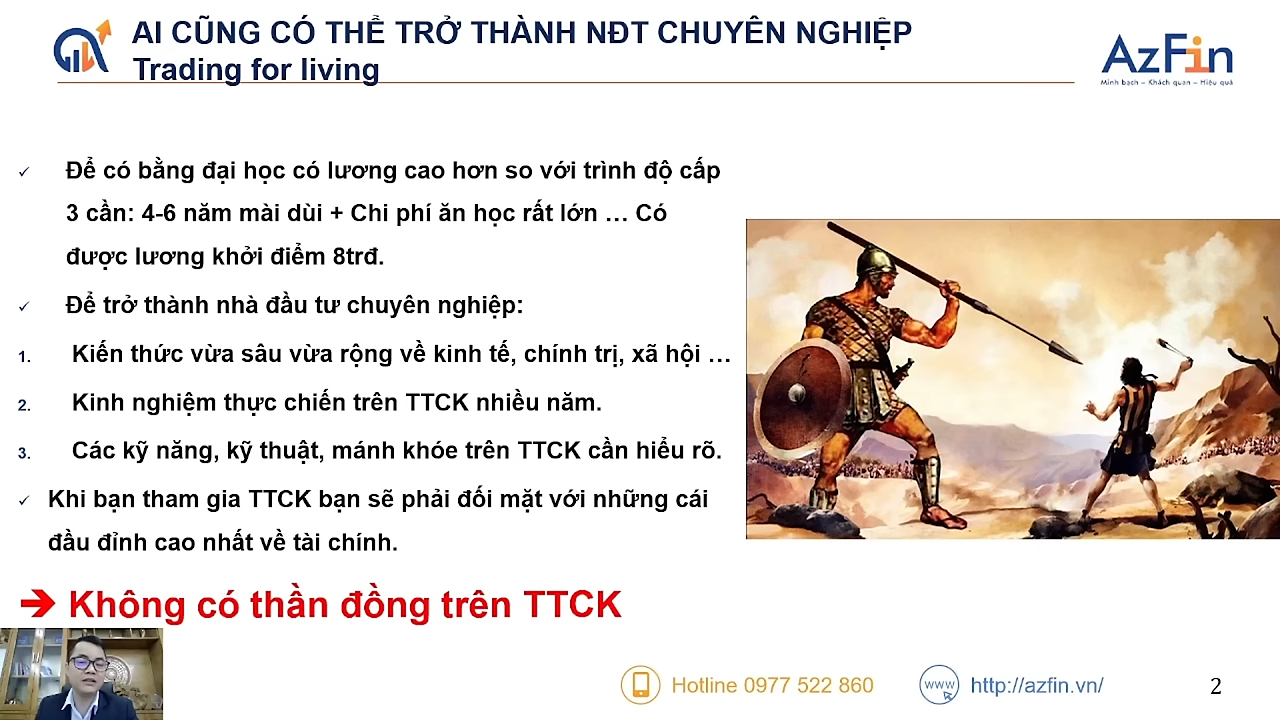 AI CŨNG CÓ THỂ TRỞ THÀNH NĐT CHUYÊN NGHIỆP
Trading for living
AzFin
Minh bạch – Khách quan – Hiệu quả
✓ Để có bằng đại học có lương cao hơn so với trình độ cấp
3 cần: 4-6 năm mài dùi + Chi phí ăn học rất lớn … Có
được lương khởi điểm 8trđ.
✓ Để trở thành nhà đầu tư chuyên nghiệp:
1. Kiến thức vừa sâu vừa rộng về kinh tế, chính trị, xã hội …
2. Kinh nghiệm thực chiến trên TTCK nhiều năm.
3. Các kỹ năng, kỹ thuật, mánh khóe trên TTCK cần hiểu rõ.
✓ Khi bạn tham gia TTCK bạn sẽ phải đối mặt với những cái
đầu đỉnh cao nhất về tài chính.
➔ Không có thần đồng trên TTCK
Hotline 0977 522 860
www
http://azfin.vn/
2